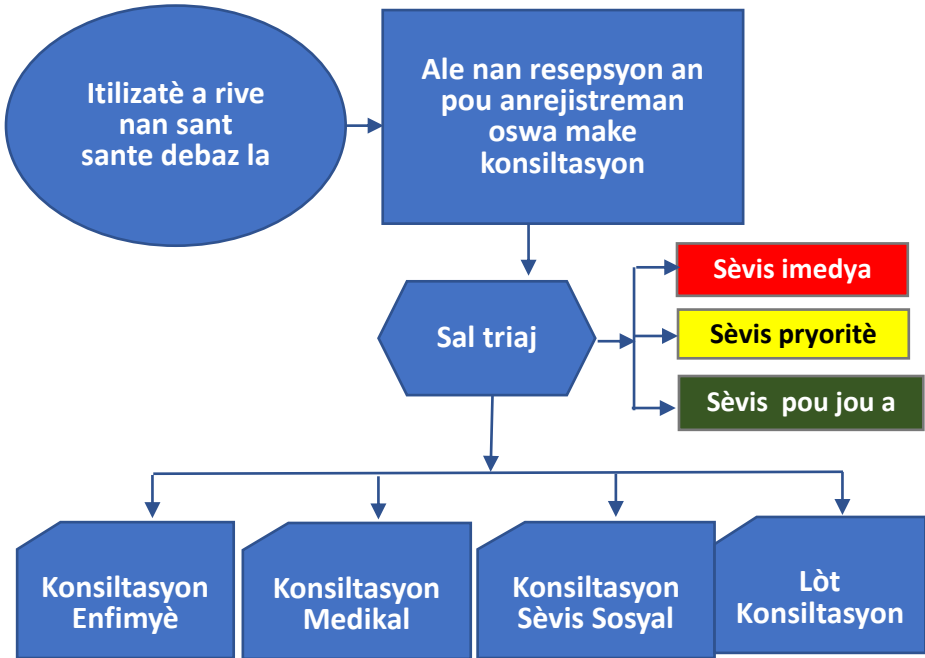 Itilizatè a rive
nan sant
sante debaz la
Ale nan resepsyon an
pou anrejistreman
oswa make
konsiltasyon
Sal triaj
Sèvis imedya
Sèvis pryoritè
Sèvis pou jou a
Konsiltasyon
Enfimyè
Konsiltasyon
Medikal
Konsiltasyon
Sèvis Sosyal
Lòt
Konsiltasyon